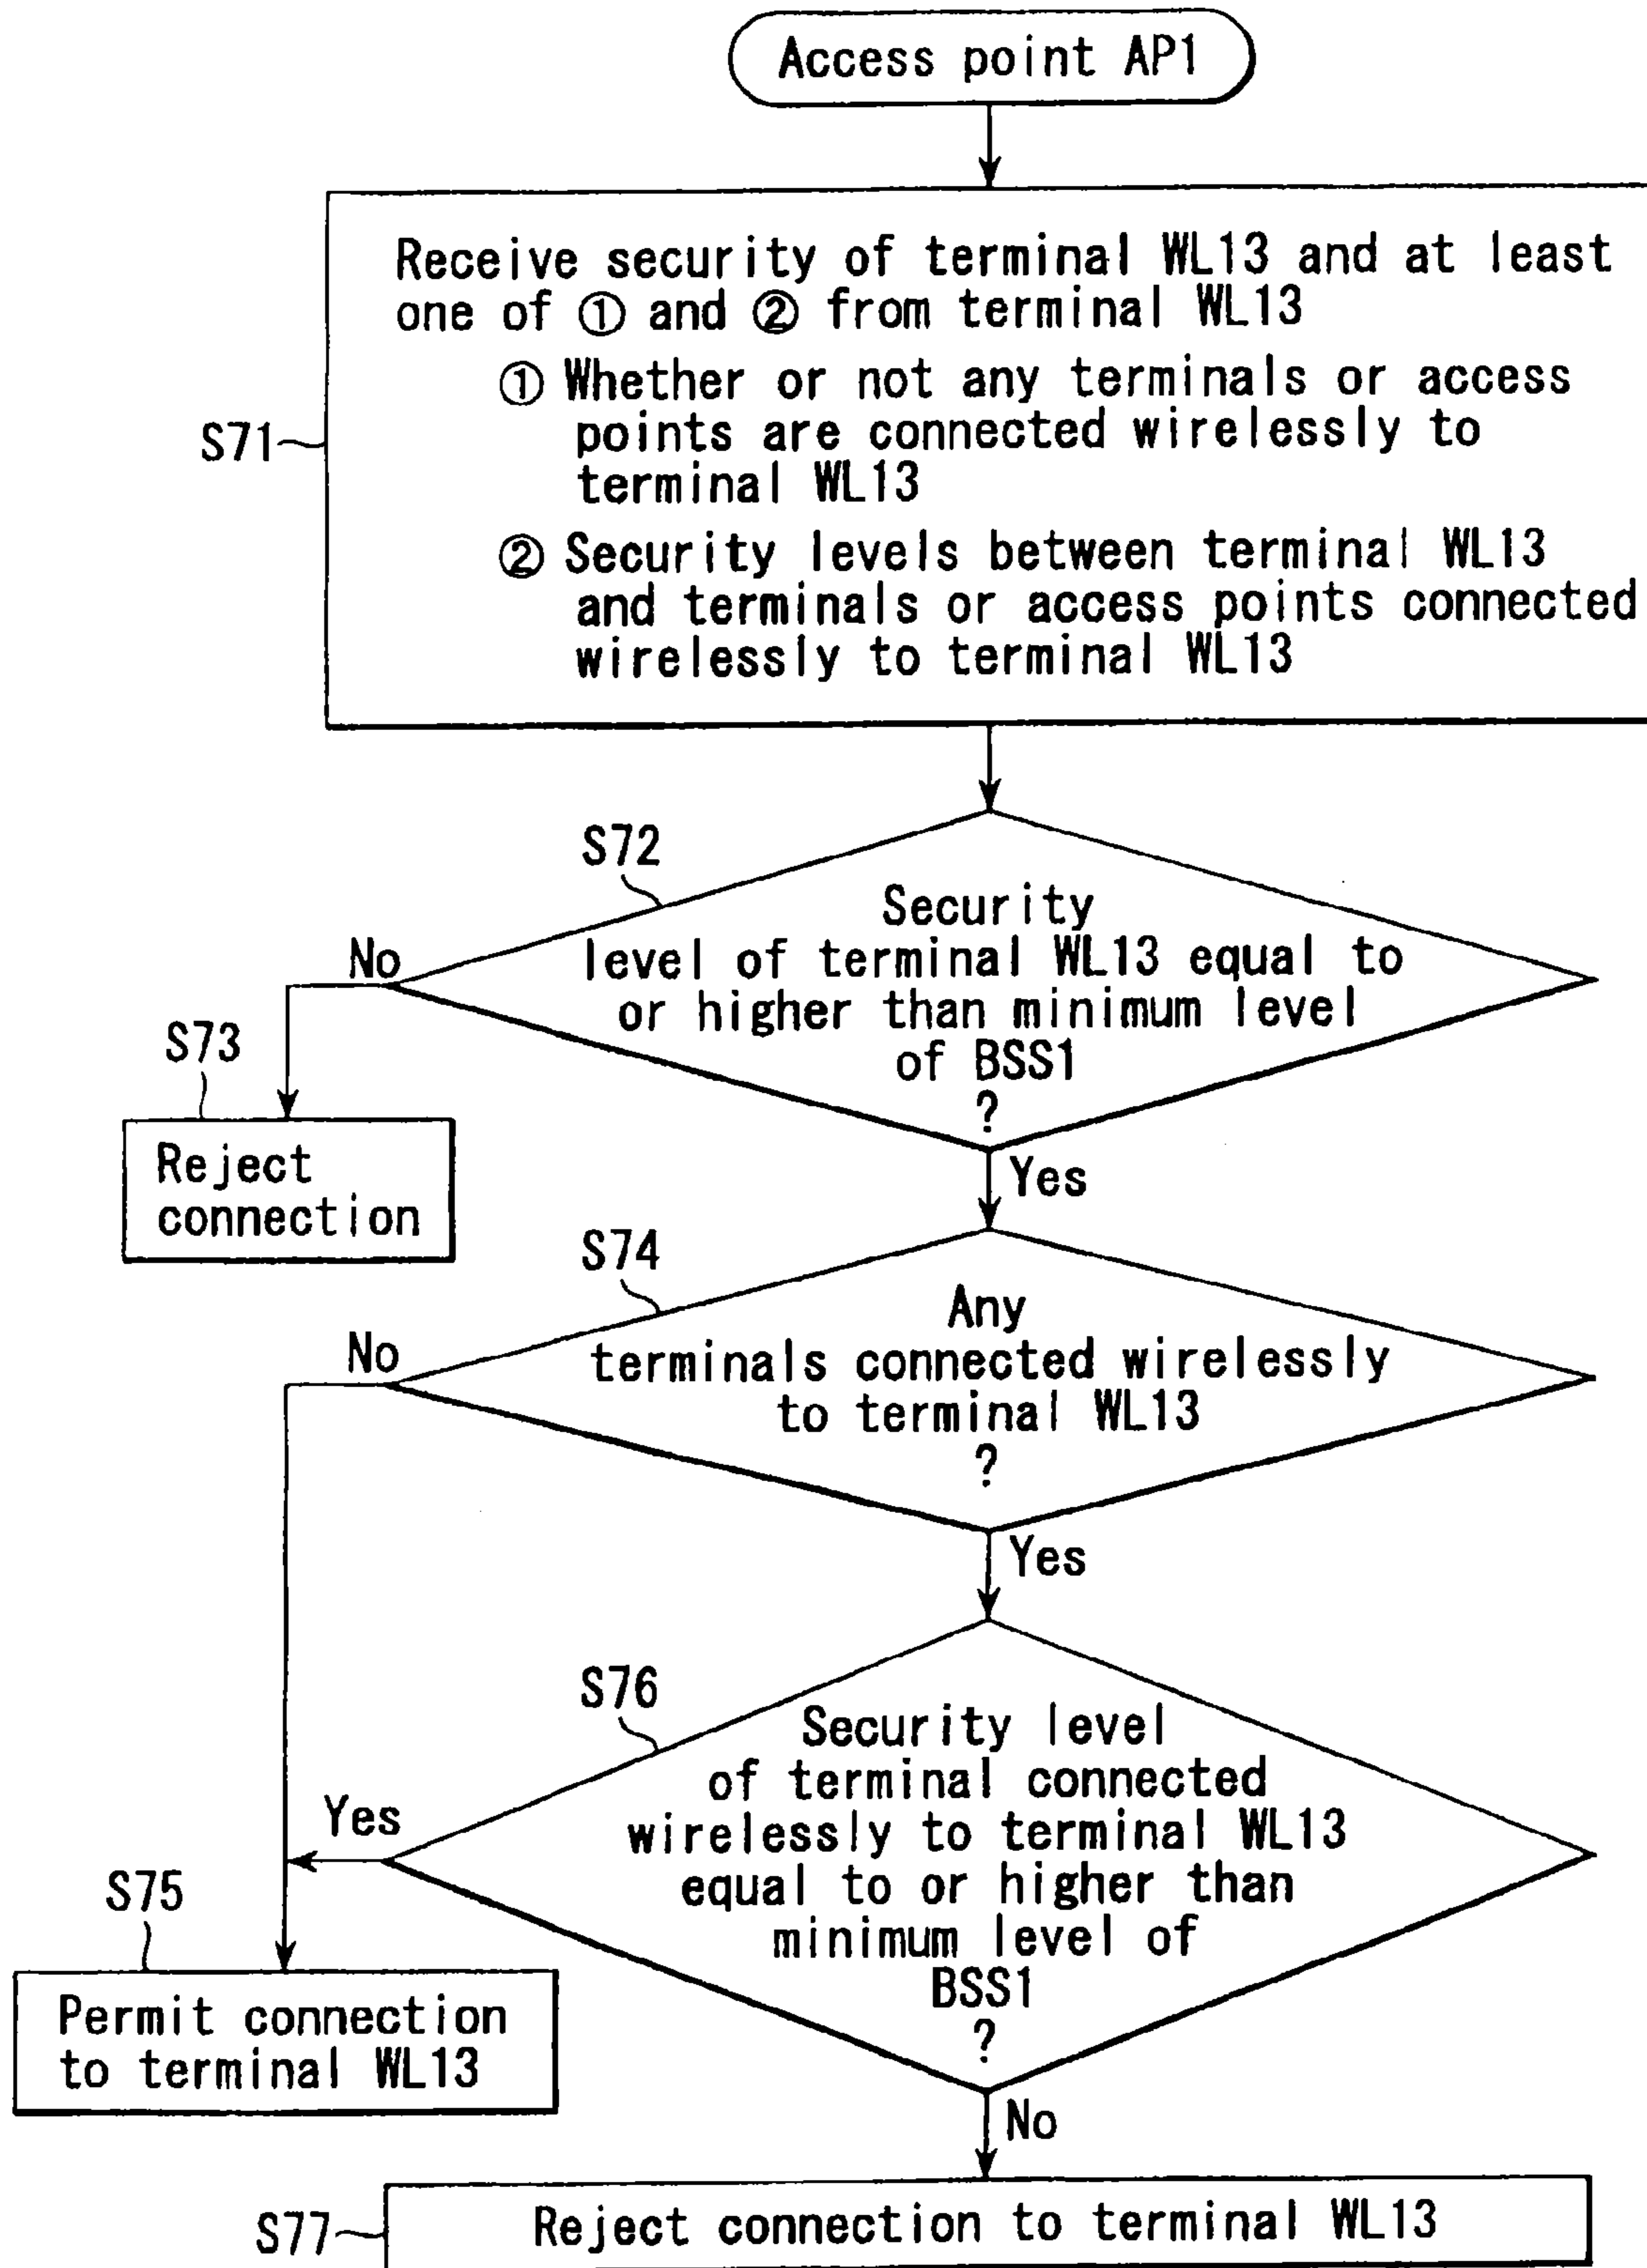 Access point AP1
Receive security of terminal WL13 and at least
one of ① and ② from terminal WL13
① Whether or not any terminals or access
points are connected wirelessly to
terminal WL13
② Security levels between terminal WL13
and terminals or access points connected
wirelessly to terminal WL13
S71
S72
Security
level of terminal WL13 equal to
or higher than minimum level
of BSS1
?
No
S73
Reject
connection
Yes
S74
Any
terminals connected wirelessly
to terminal WL13
?
No
Yes
S76
Security level
of terminal connected
wirelessly to terminal WL13
equal to or higher than
minimum level of
BSS1
?
Yes
S75
Permit connection
to terminal WL13
No
S77
Reject connection to terminal WL13